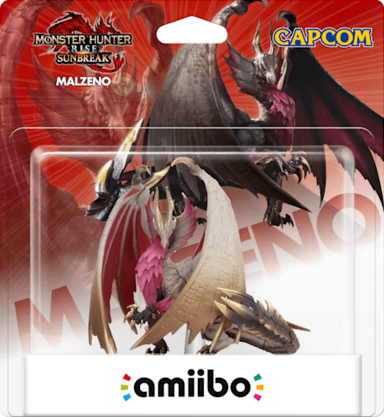 MONSTER HUNTER
RISE
SUNBREAK
MALZENO
CAPCOM
MALZENO
amiibo